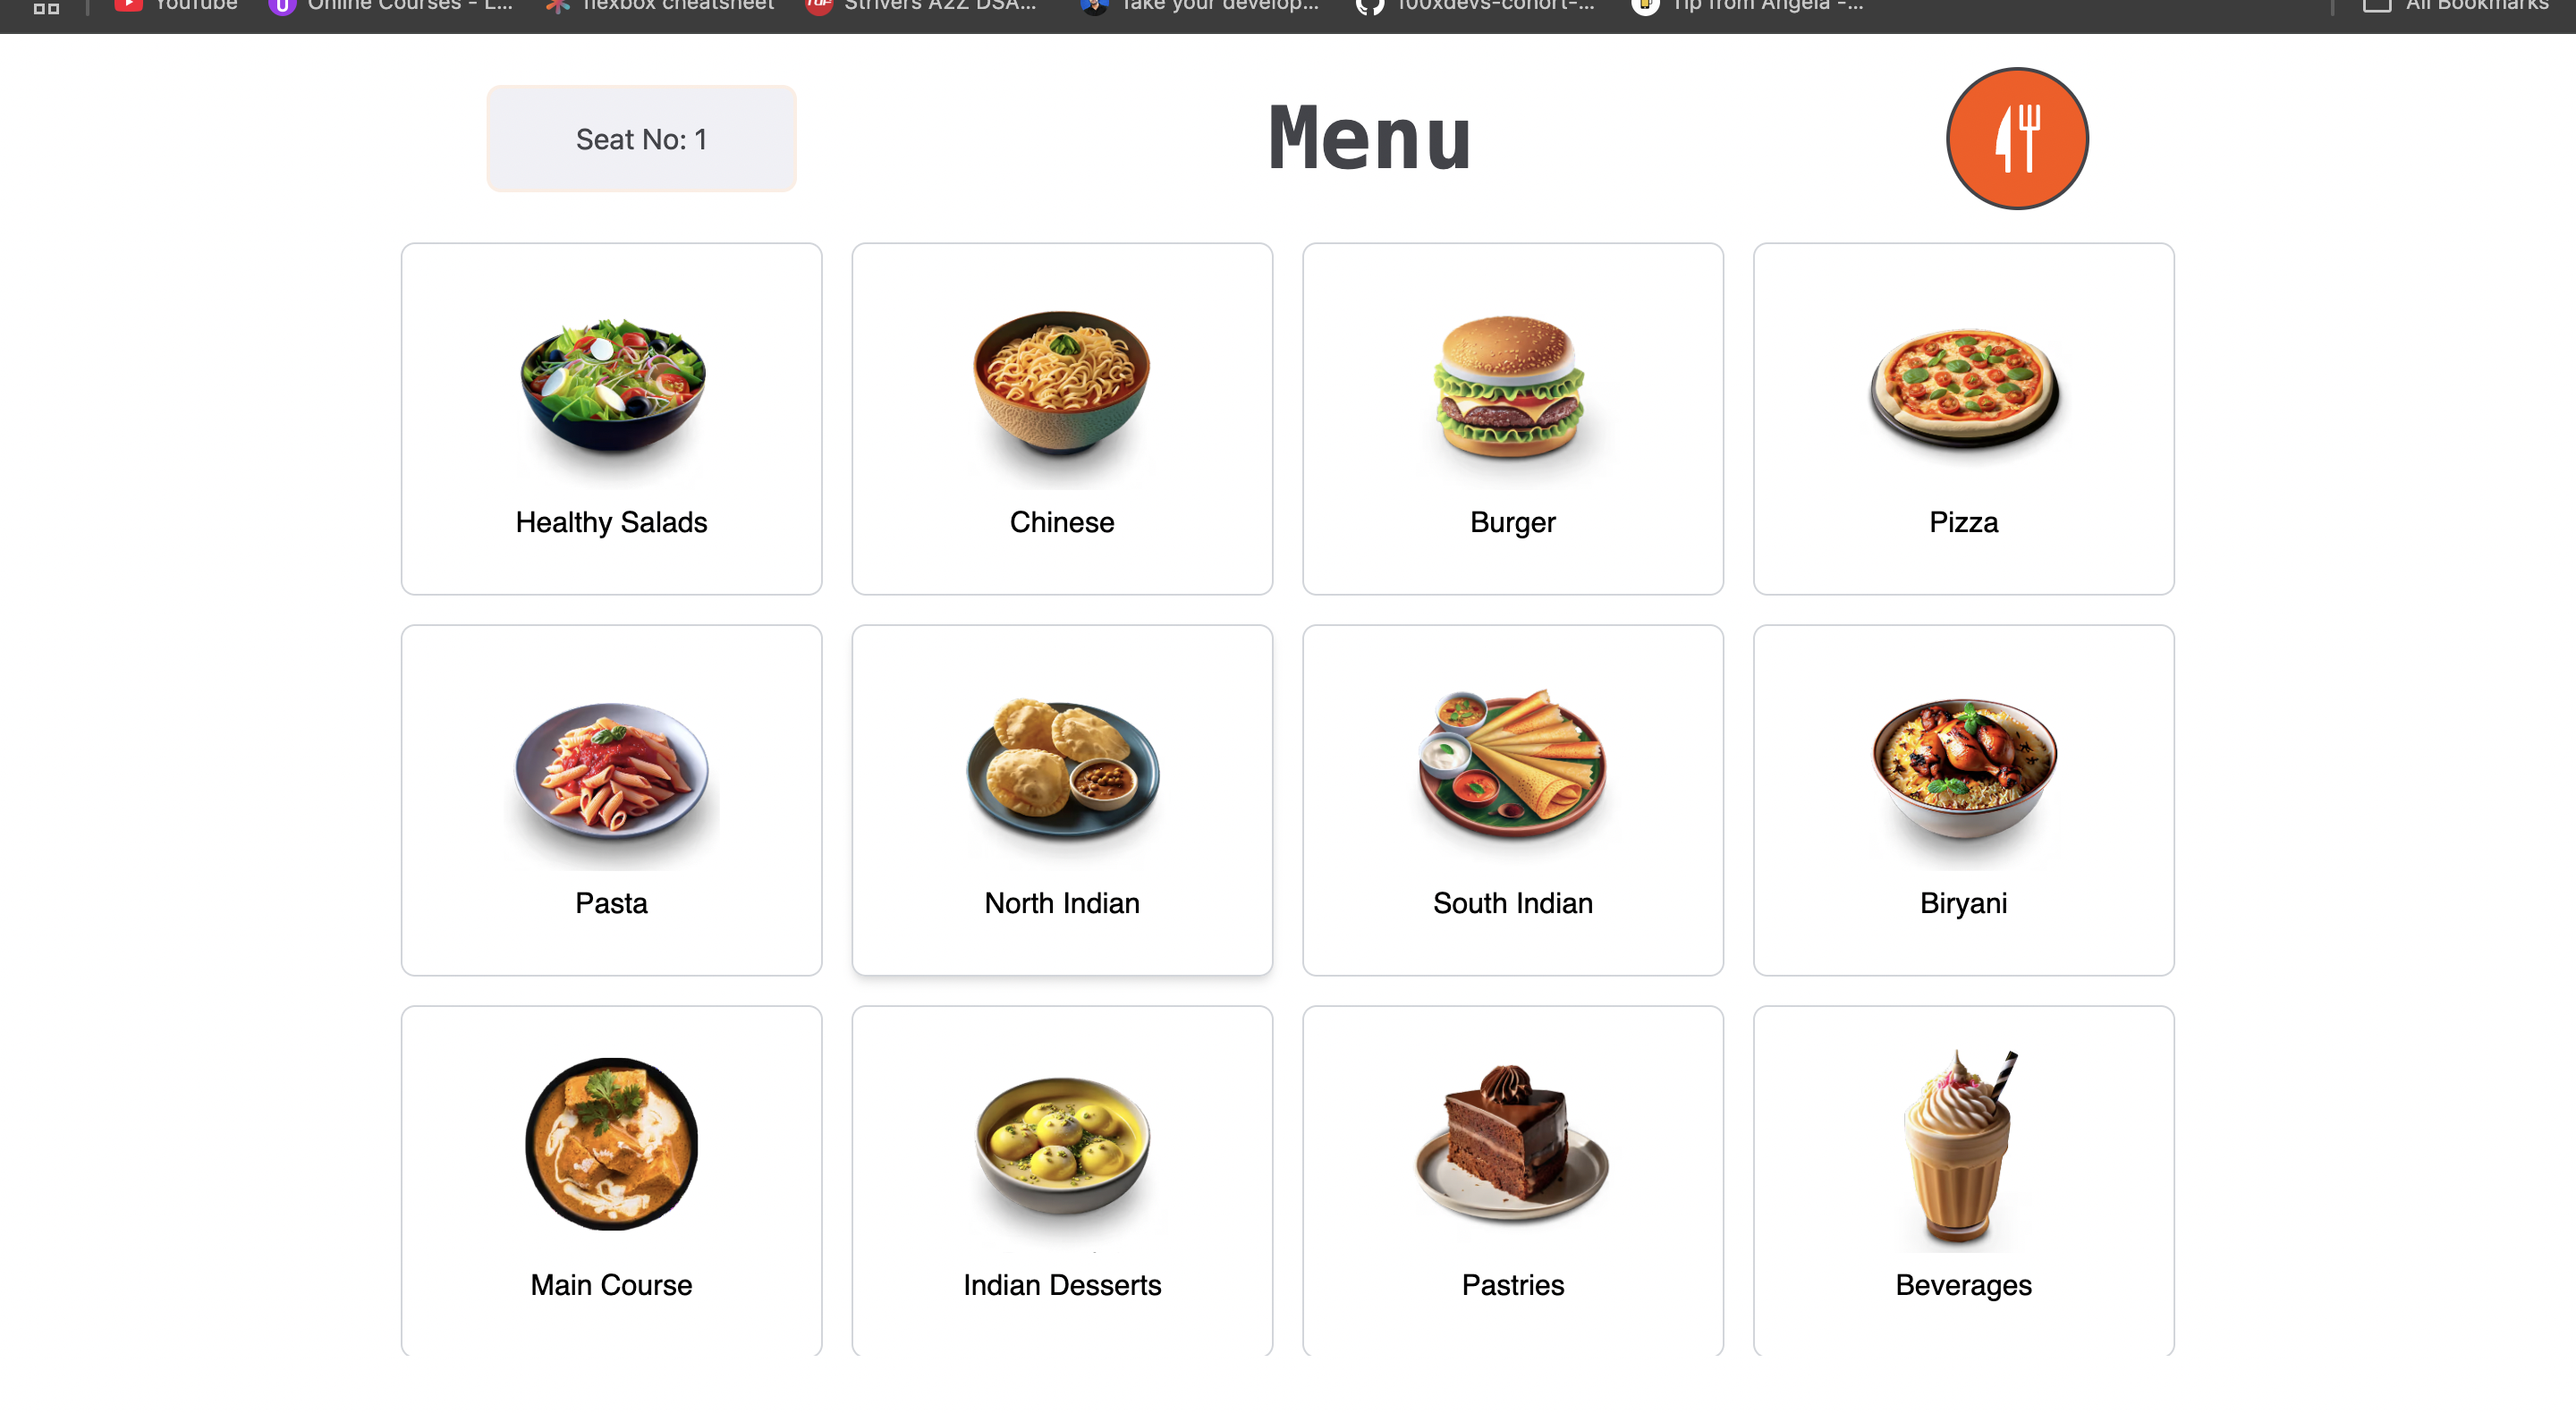 YouTube
Online Courses - L...
flexbox cheatsheet
Strivers A2Z DSA...
Take your develop...
100xdevs-cohort-...
Tip from Angela -...
All Bookmarks
Seat No: 1
Menu
Healthy Salads
Chinese
Burger
Pizza
Pasta
North Indian
South Indian
Biryani
Main Course
Indian Desserts
Pastries
Beverages